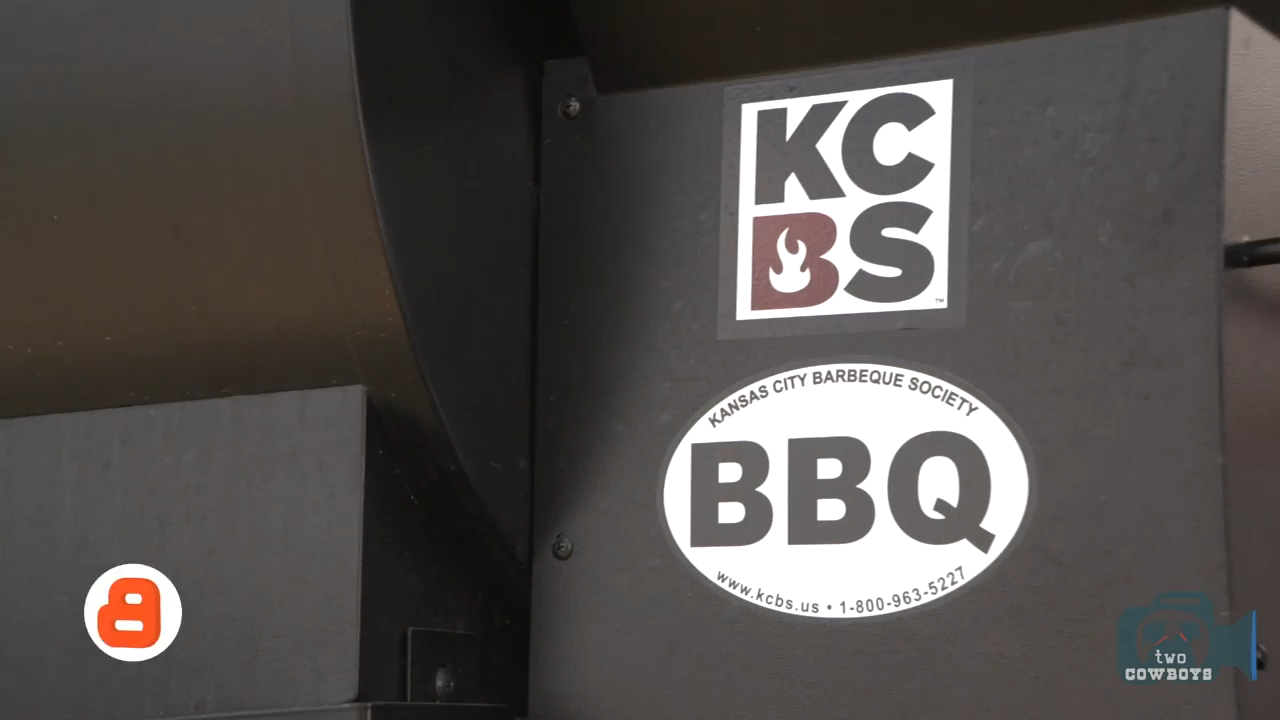 KC
BS
™
KANSAS CITY BARBEQUE SOCIETY
BBQ
www.kcbs.us • 1-800-963-5227
two
COWBOYS